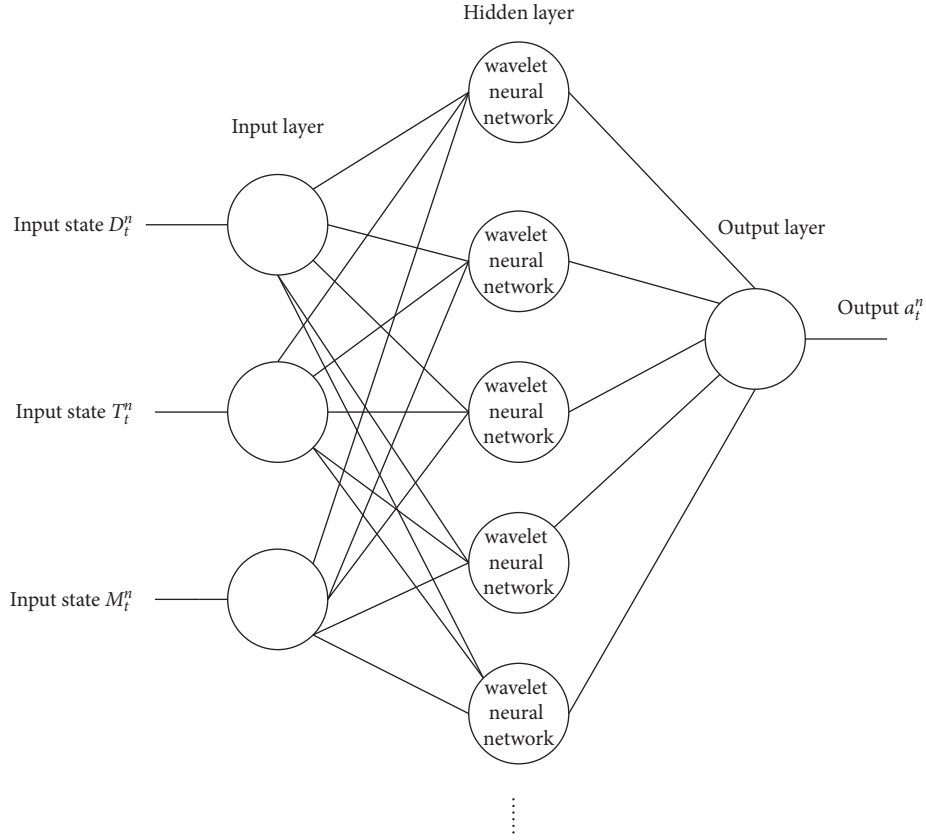 Hidden layer
wavelet
neural
network
Input layer
Input state D_t^n
wavelet
neural
network
Output layer
Output a_t^n
Input state T_t^n
wavelet
neural
network
wavelet
neural
network
Input state M_t^n
wavelet
neural
network